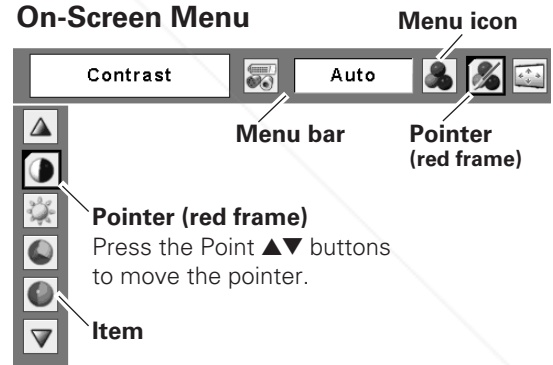 On-Screen Menu
Menu icon
Contrast
Auto
Menu bar
Pointer
(red frame)
Pointer (red frame)
Press the Point ▲▼ buttons
to move the pointer.
Item